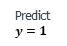 Predict
y = 1